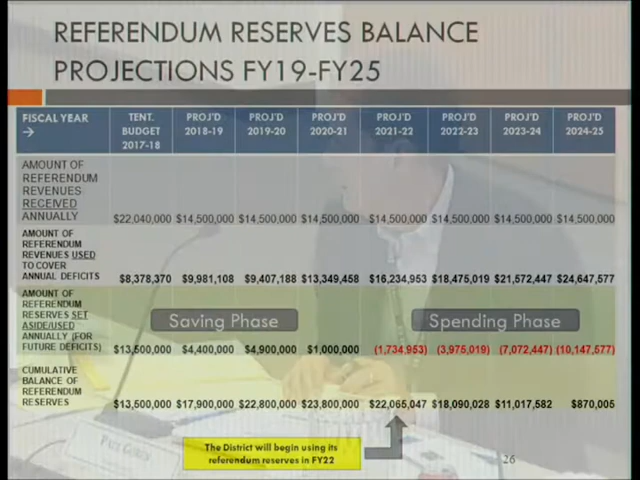 REFERENDUM RESERVES BALANCE
PROJECTIONS FY19-FY25
FISCAL YEAR → TENT. BUDGET 2017-18 PROJ'D 2018-19 PROJ'D 2019-20 PROJ'D 2020-21 PROJ'D 2021-22 PROJ'D 2022-23 PROJ'D 2023-24 PROJ'D 2024-25
AMOUNT OF
REFERENDUM
REVENUES
RECEIVED
ANNUALLY $22,040,000 $14,500,000 $14,500,000 $14,500,000 $14,500,000 $14,500,000 $14,500,000 $14,500,000
AMOUNT OF
REFERENDUM
REVENUES USED
TO COVER
ANNUAL DEFICITS $8,378,370 $9,981,108 $9,407,188 $13,349,458 $16,234,953 $18,475,019 $21,572,447 $24,647,577
AMOUNT OF
REFERENDUM
RESERVES SET
ASIDE/USED
ANNUALLY (FOR
FUTURE DEFICITS) $13,500,000 $4,400,000 $4,900,000 $1,000,000 (1,734,953) (3,975,019) (7,072,447) (10,147,577)
Saving Phase Spending Phase
CUMULATIVE
BALANCE OF
REFERENDUM
RESERVES $13,500,000 $17,900,000 $22,800,000 $23,800,000 $22,065,047 $18,090,028 $11,017,582 $870,005
The District will begin using its
referendum reserves in FY22
26